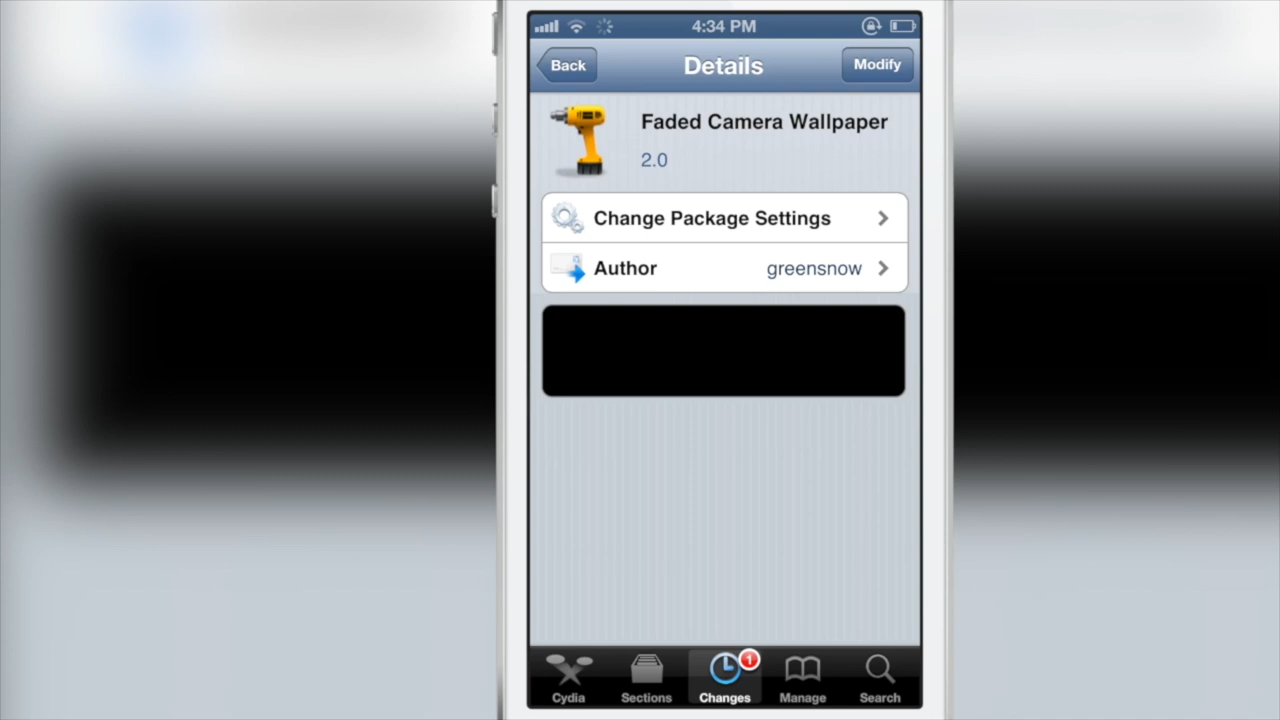 4:34 PM
Back
Details
Modify
Faded Camera Wallpaper
2.0
Change Package Settings
Author greensnow
1
Cydia Sections Changes Manage Search